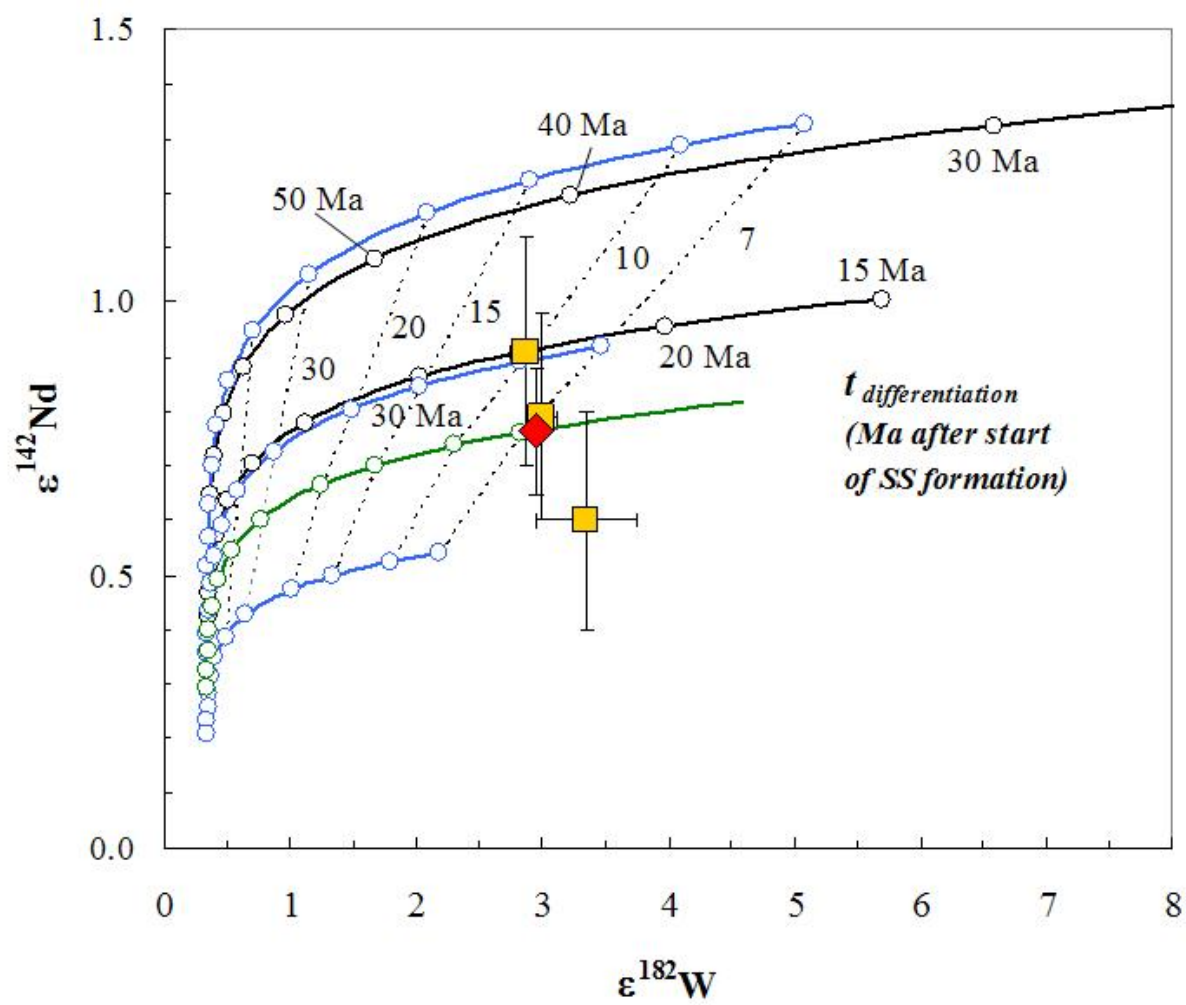 1.5
40 Ma
50 Ma
30 Ma
7
10
15 Ma
1.0
15
20
20 Ma
30
30 Ma
t differentiation
(Ma after start
of SS formation)
ε¹⁴²Nd
0.5
0.0
0 1 2 3 4 5 6 7 8
ε¹⁸²W